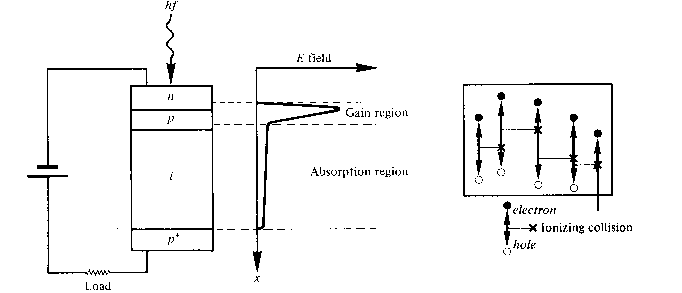 hf
E field
n
p
Gain region
i
Absorption region
p+
x
Load
electron
ionizing collision
hole